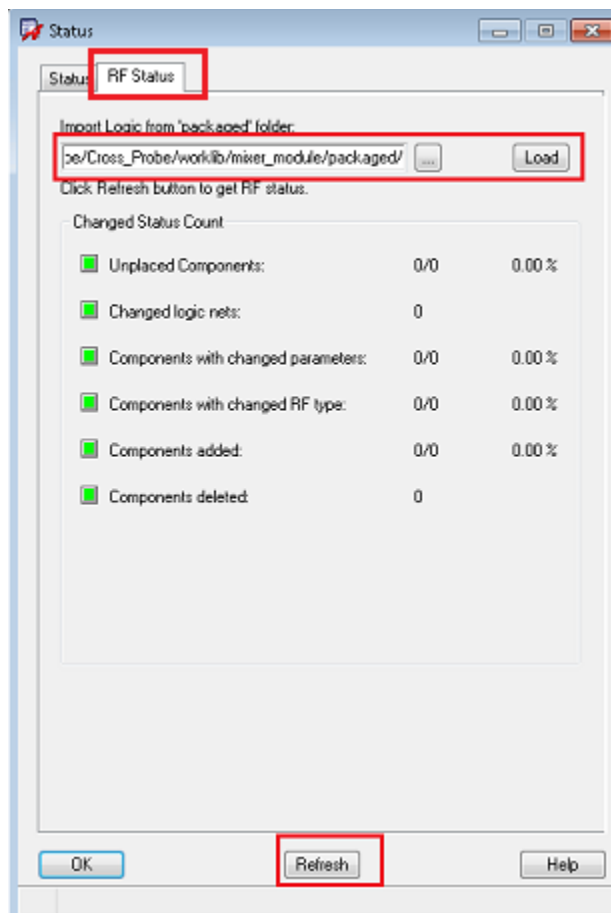 Status
Status RF Status
Import Logic from 'packaged' folder:
be/Cross_Probe/worklib/mixer_module/packaged/ ... Load
Click Refresh button to get RF status.
Changed Status Count
Unplaced Components: 0/0 0.00 %
Changed logic nets: 0
Components with changed parameters: 0/0 0.00 %
Components with changed RF type: 0/0 0.00 %
Components added: 0/0 0.00 %
Components deleted: 0
OK Refresh Help